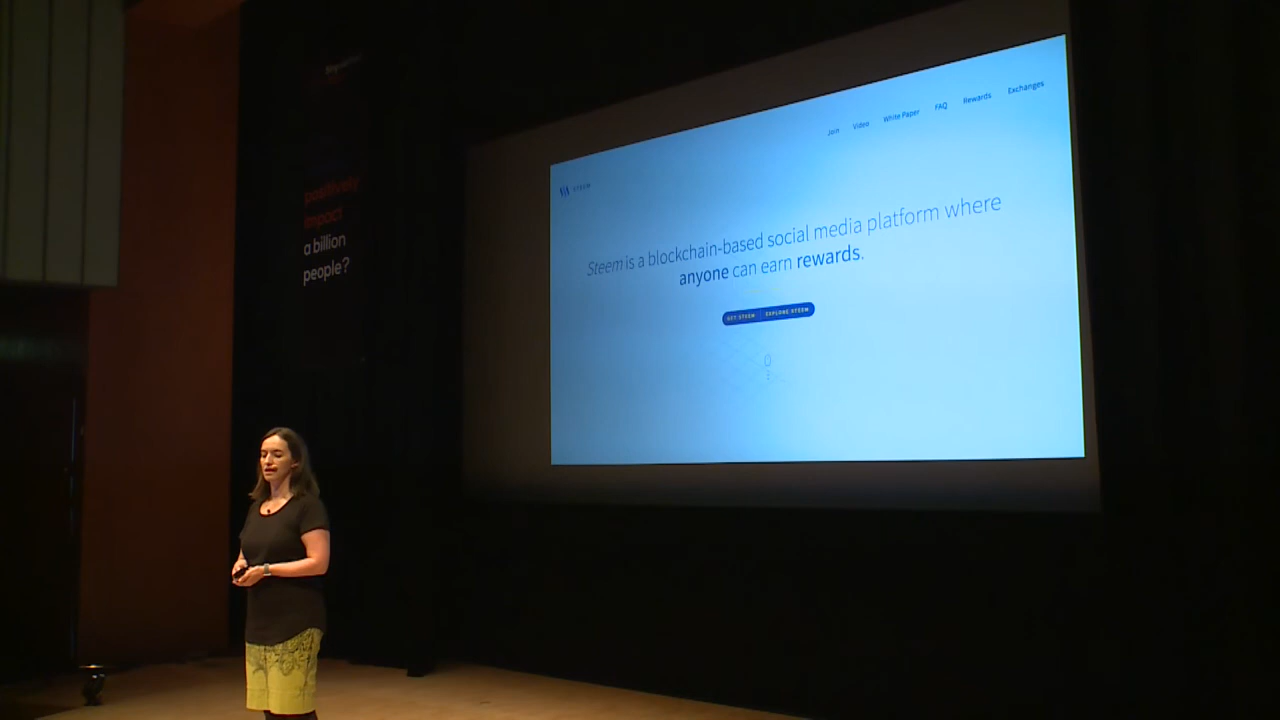 positively
impact
a billion
people?
Join Video White Paper FAQ Rewards Exchanges
STEEM
Steem is a blockchain-based social media platform where
anyone can earn rewards.
GET STEEM EXPLORE STEEM